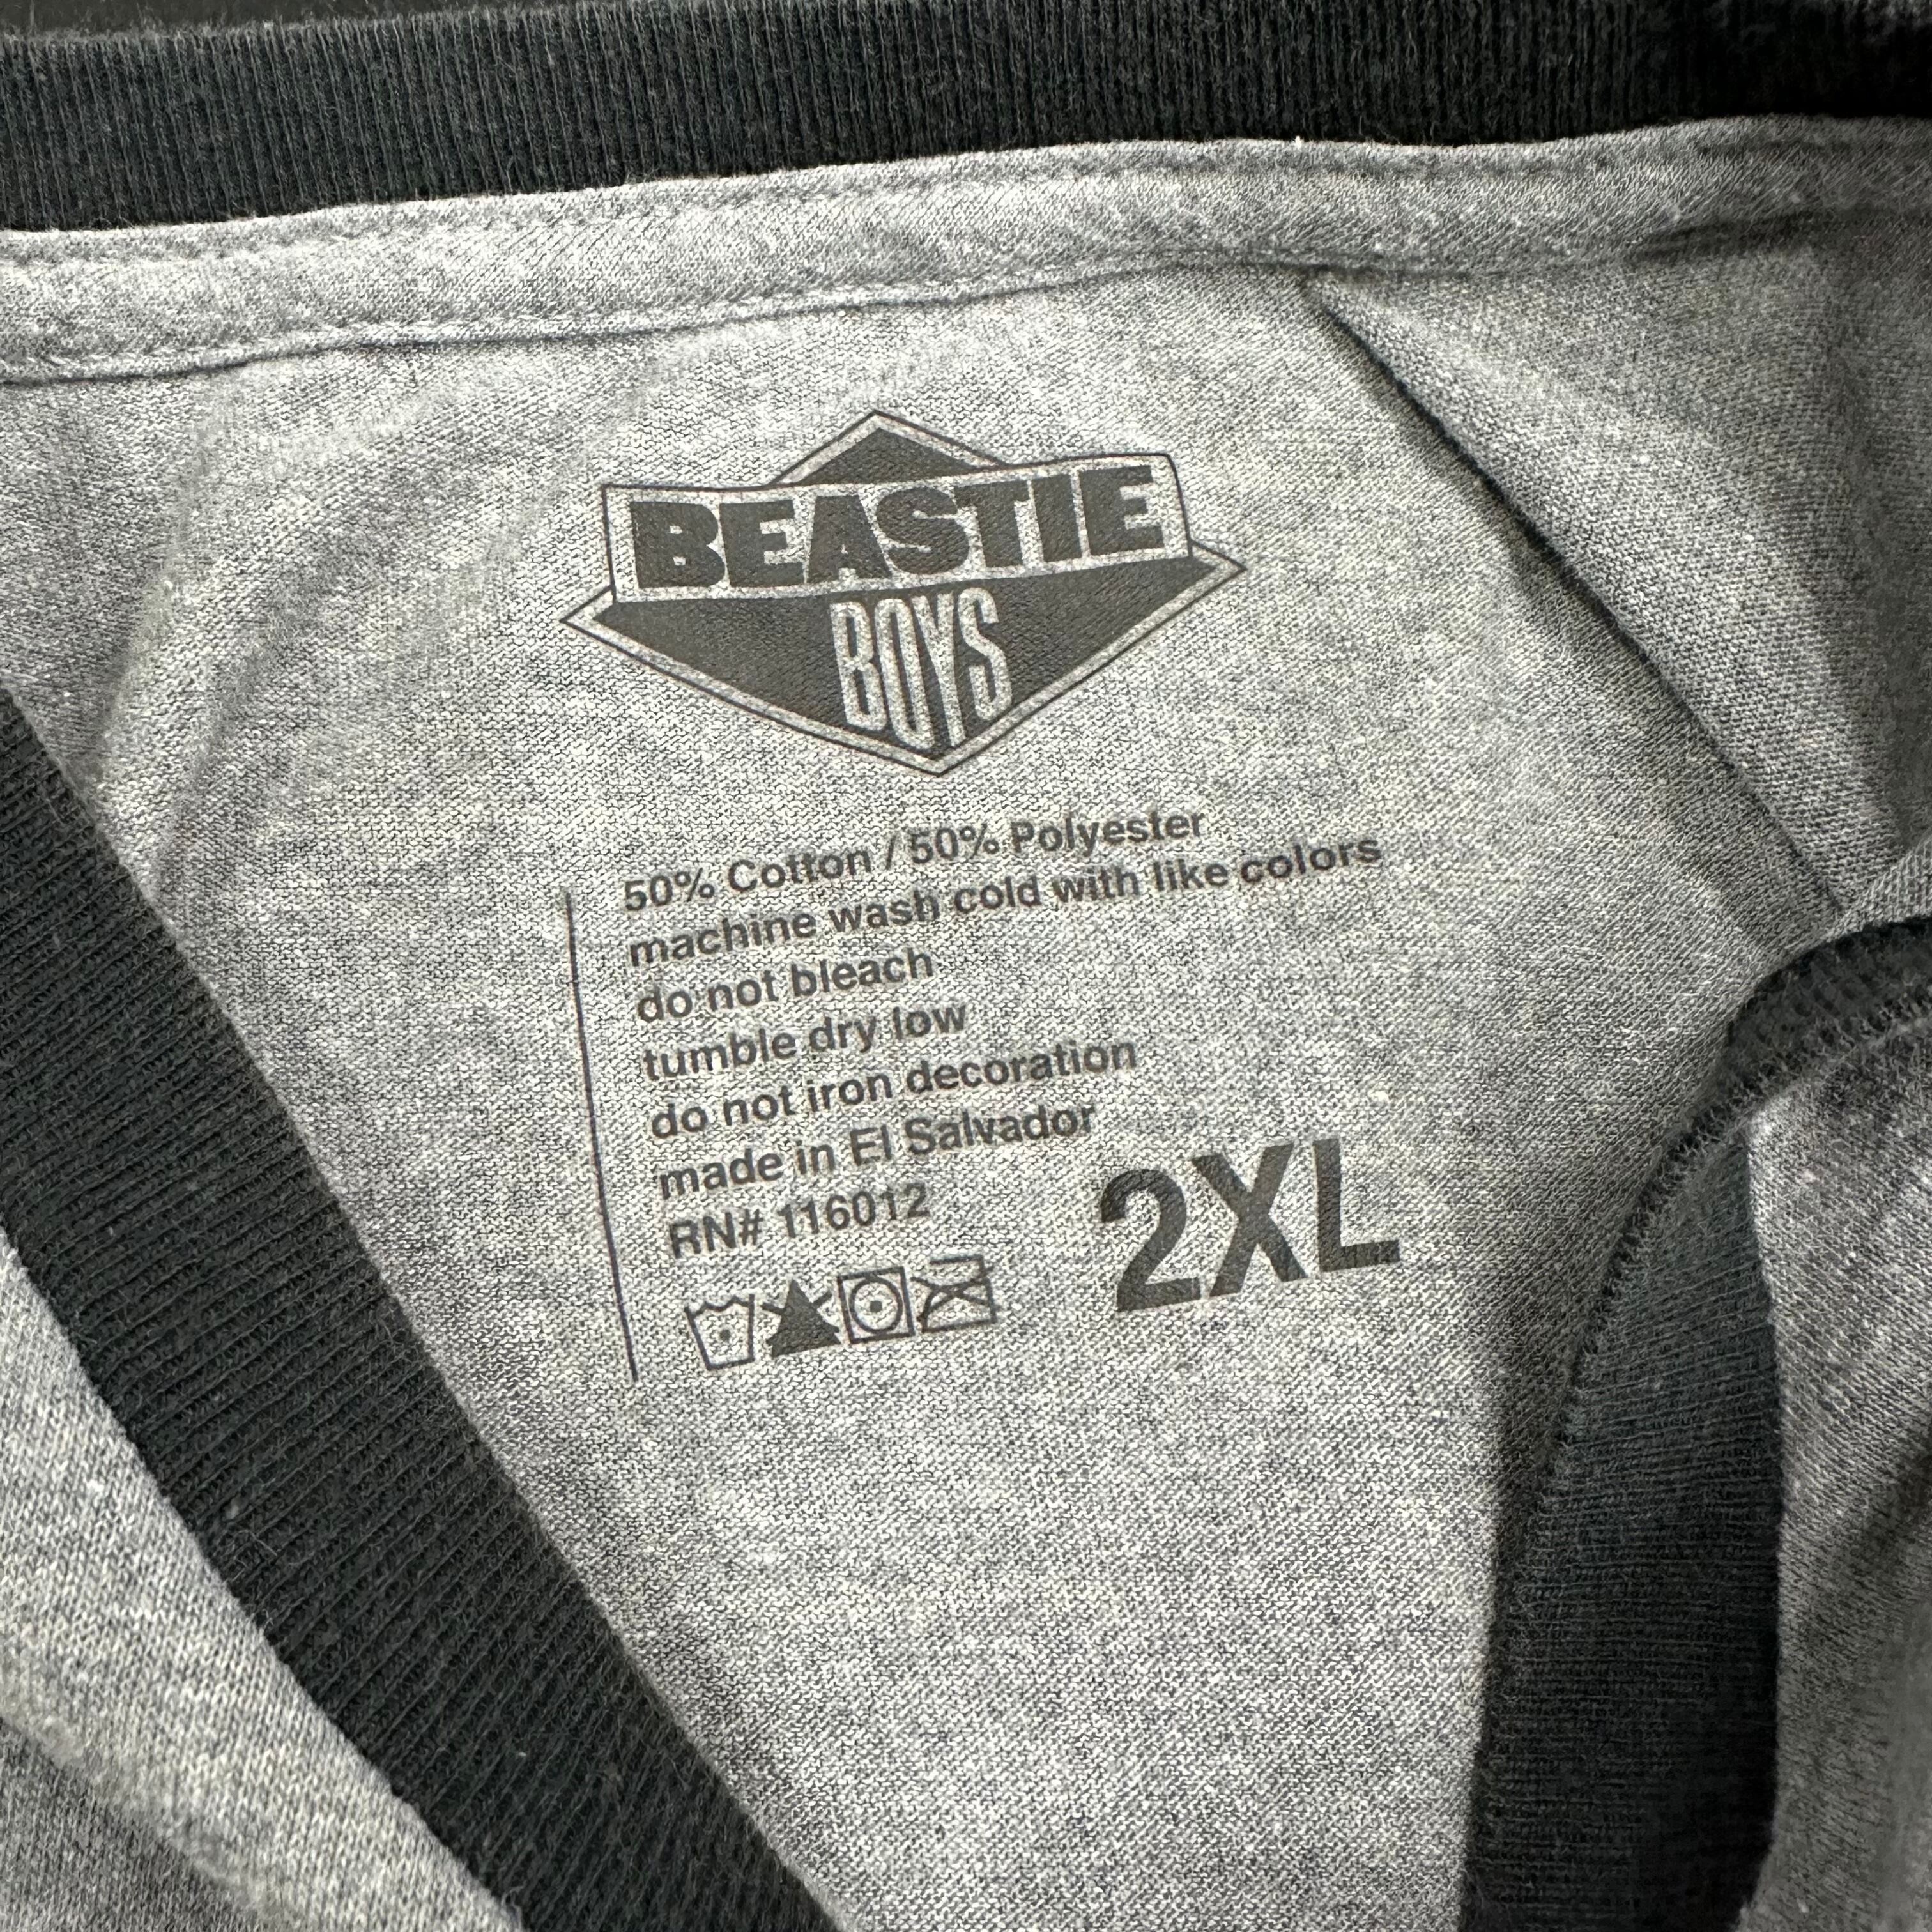 BEASTIE
BOYS
50% Cotton / 50% Polyester
machine wash cold with like colors
do not bleach
tumble dry low
do not iron decoration
made in El Salvador
RN# 116012
2XL